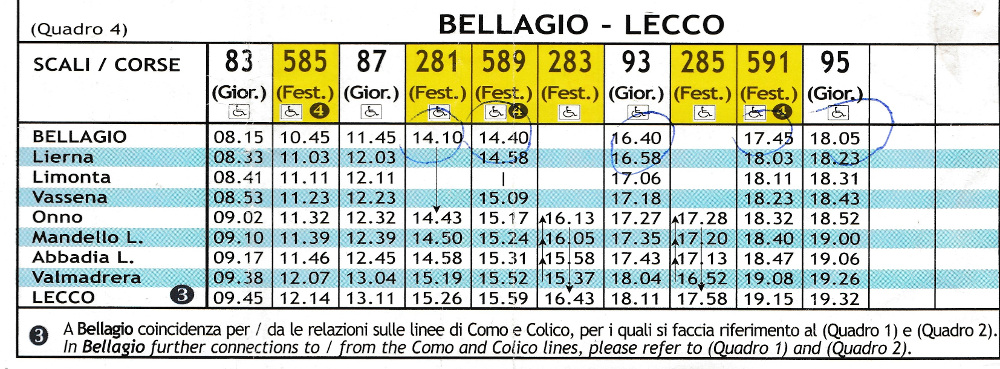 (Quadro 4) BELLAGIO - LECCO
SCALI / CORSE 83 585 87 281 589 283 93 285 591 95
(Gior.) (Fest.) (Gior.) (Fest.) (Fest.) (Fest.) (Gior.) (Fest.) (Fest.) (Gior.)
4 4 4
BELLAGIO 08.15 10.45 11.45 14.10 14.40 16.40 17.45 18.05
Lierna 08.33 11.03 12.03 14.58 16.58 18.03 18.23
Limonta 08.41 11.11 12.11 | 17.06 18.11 18.31
Vassena 08.53 11.23 12.23 15.09 17.18 18.23 18.43
Onno 09.02 11.32 12.32 14.43 15.17 16.13 17.27 17.28 18.32 18.52
Mandello L. 09.10 11.39 12.39 14.50 15.24 16.05 17.35 17.20 18.40 19.00
Abbadia L. 09.17 11.46 12.45 14.58 15.31 15.58 17.43 17.13 18.47 19.06
Valmadrera 09.38 12.07 13.04 15.19 15.52 15.37 18.04 16.52 19.08 19.26
LECCO 3 09.45 12.14 13.11 15.26 15.59 16.43 18.11 17.58 19.15 19.32
3 A Bellagio coincidenza per / da le relazioni sulle linee di Como e Colico, per i quali si faccia riferimento al (Quadro 1) e (Quadro 2).
In Bellagio further connections to / from the Como and Colico lines, please refer to (Quadro 1) and (Quadro 2).